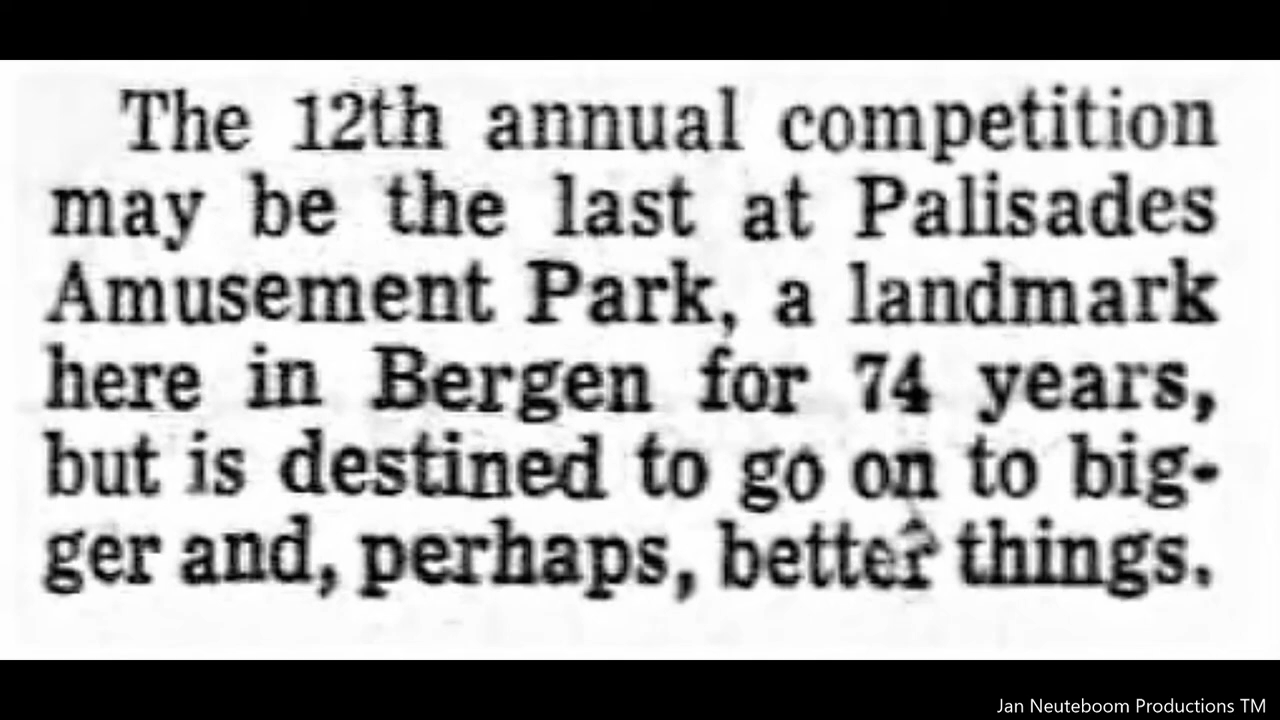 The 12th annual competition
may be the last at Palisades
Amusement Park, a landmark
here in Bergen for 74 years,
but is destined to go on to big-
ger and, perhaps, better things.
Jan Neuteboom Productions TM